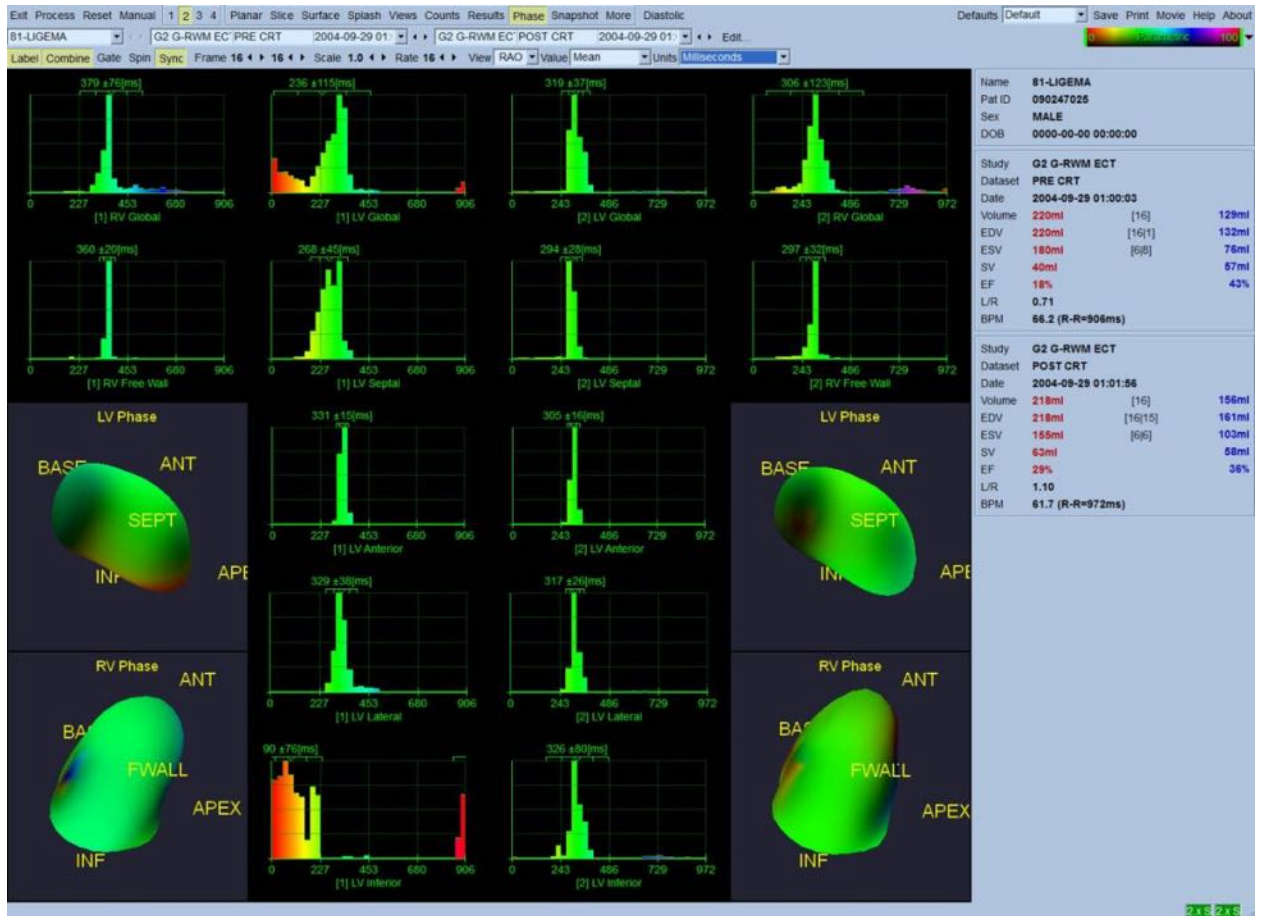 Exit Process Reset Manual 1 2 3 4 Planar Slice Surface Splash Views Counts Results Phase Snapshot More Diastolic Defaults Default Save Print Movie Help About
81-LIGEMA G2 G-RWM EC PRE CRT 2004-09-29 01: G2 G-RWM EC POST CRT 2004-09-29 01: Edit... 0 Parametric 100
Label Combine Gate Spin Sync Frame 16 16 Scale 1.0 Rate 16 View RAO Value Mean Units Milliseconds
379 ±76[ms] 236 ±115[ms] 319 ±37[ms] 306 ±123[ms]
0 227 453 680 906 0 227 453 680 906 0 243 486 729 972 0 243 486 729 972
[1] RV Global [1] LV Global [2] LV Global [2] RV Global
360 ±20[ms] 268 ±45[ms] 294 ±28[ms] 297 ±32[ms]
0 227 453 680 906 0 227 453 680 906 0 243 486 729 972 0 243 486 729 972
[1] RV Free Wall [1] LV Septal [2] LV Septal [2] RV Free Wall
LV Phase
BASE ANT
SEPT
INF APE
331 ±15[ms] 305 ±16[ms]
0 227 453 680 906 0 243 486 729 972
[1] LV Anterior [2] LV Anterior
LV Phase
BASE ANT
SEPT
INF APE
329 ±38[ms] 317 ±26[ms]
0 227 453 680 906 0 243 486 729 972
[1] LV Lateral [2] LV Lateral
RV Phase
ANT
BA
FWALL
APEX
INF
90 ±76[ms] 326 ±80[ms]
0 227 453 680 906 0 243 486 729 972
[1] LV Inferior [2] LV Inferior
RV Phase
ANT
BA
FWALL
APEX
INF
Name 81-LIGEMA
Pat ID 090247025
Sex MALE
DOB 0000-00-00 00:00:00
Study G2 G-RWM ECT
Dataset PRE CRT
Date 2004-09-29 01:00:03
Volume 220ml [16] 129ml
EDV 220ml [16|1] 132ml
ESV 180ml [6|8] 76ml
SV 40ml 57ml
EF 18% 43%
L/R 0.71
BPM 66.2 (R-R=906ms)
Study G2 G-RWM ECT
Dataset POST CRT
Date 2004-09-29 01:01:56
Volume 218ml [16] 156ml
EDV 218ml [16|15] 161ml
ESV 155ml [6|6] 103ml
SV 63ml 58ml
EF 29% 36%
L/R 1.10
BPM 61.7 (R-R=972ms)
2 x S 2 x S